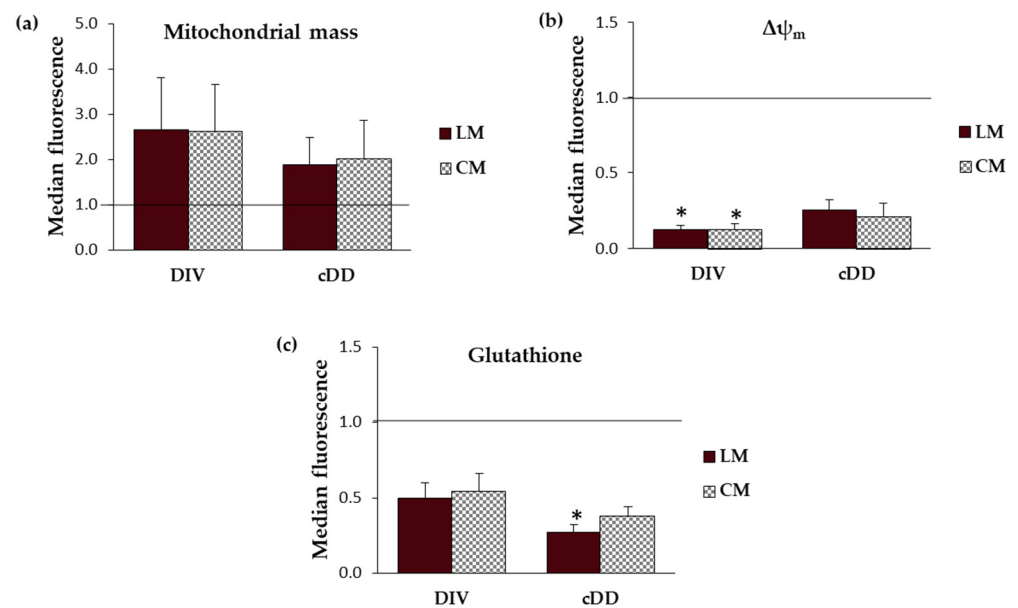 (a)
Mitochondrial mass
Median fluorescence
5.0
4.0
3.0
2.0
1.0
0.0
DIV
cDD
LM
CM
(b)
Δψm
Median fluorescence
1.5
1.0
0.5
0.0
*
*
DIV
cDD
LM
CM
(c)
Glutathione
Median fluorescence
1.5
1.0
0.5
0.0
*
DIV
cDD
LM
CM